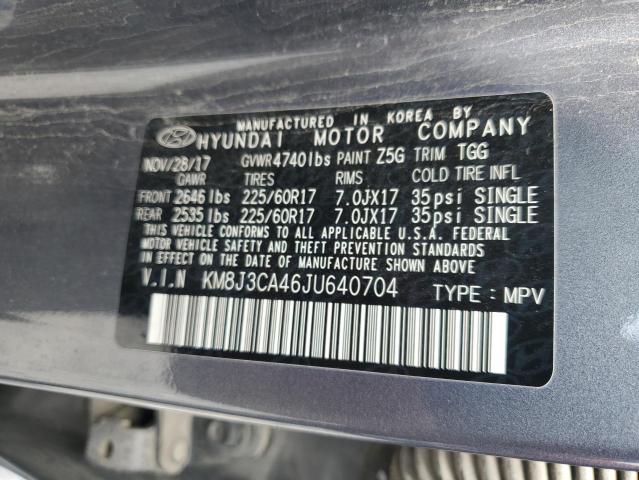 MANUFACTURED IN KOREA BY
HYUNDAI MOTOR COMPANY
NOV/28/17 GVWR4740lbs PAINT Z5G TRIM TGG
GAWR TIRES RIMS COLD TIRE INFL
FRONT 2646lbs 225/60R17 7.0JX17 35psi SINGLE
REAR 2535lbs 225/60R17 7.0JX17 35psi SINGLE
THIS VEHICLE CONFORMS TO ALL APPLICABLE FEDERAL
MOTOR VEHICLE SAFETY AND THEFT PREVENTION STANDARDS
IN EFFECT ON THE DATE OF MANUFACTURE SHOWN ABOVE
V.I.N KM8J3CA46JU640704 TYPE : MPV